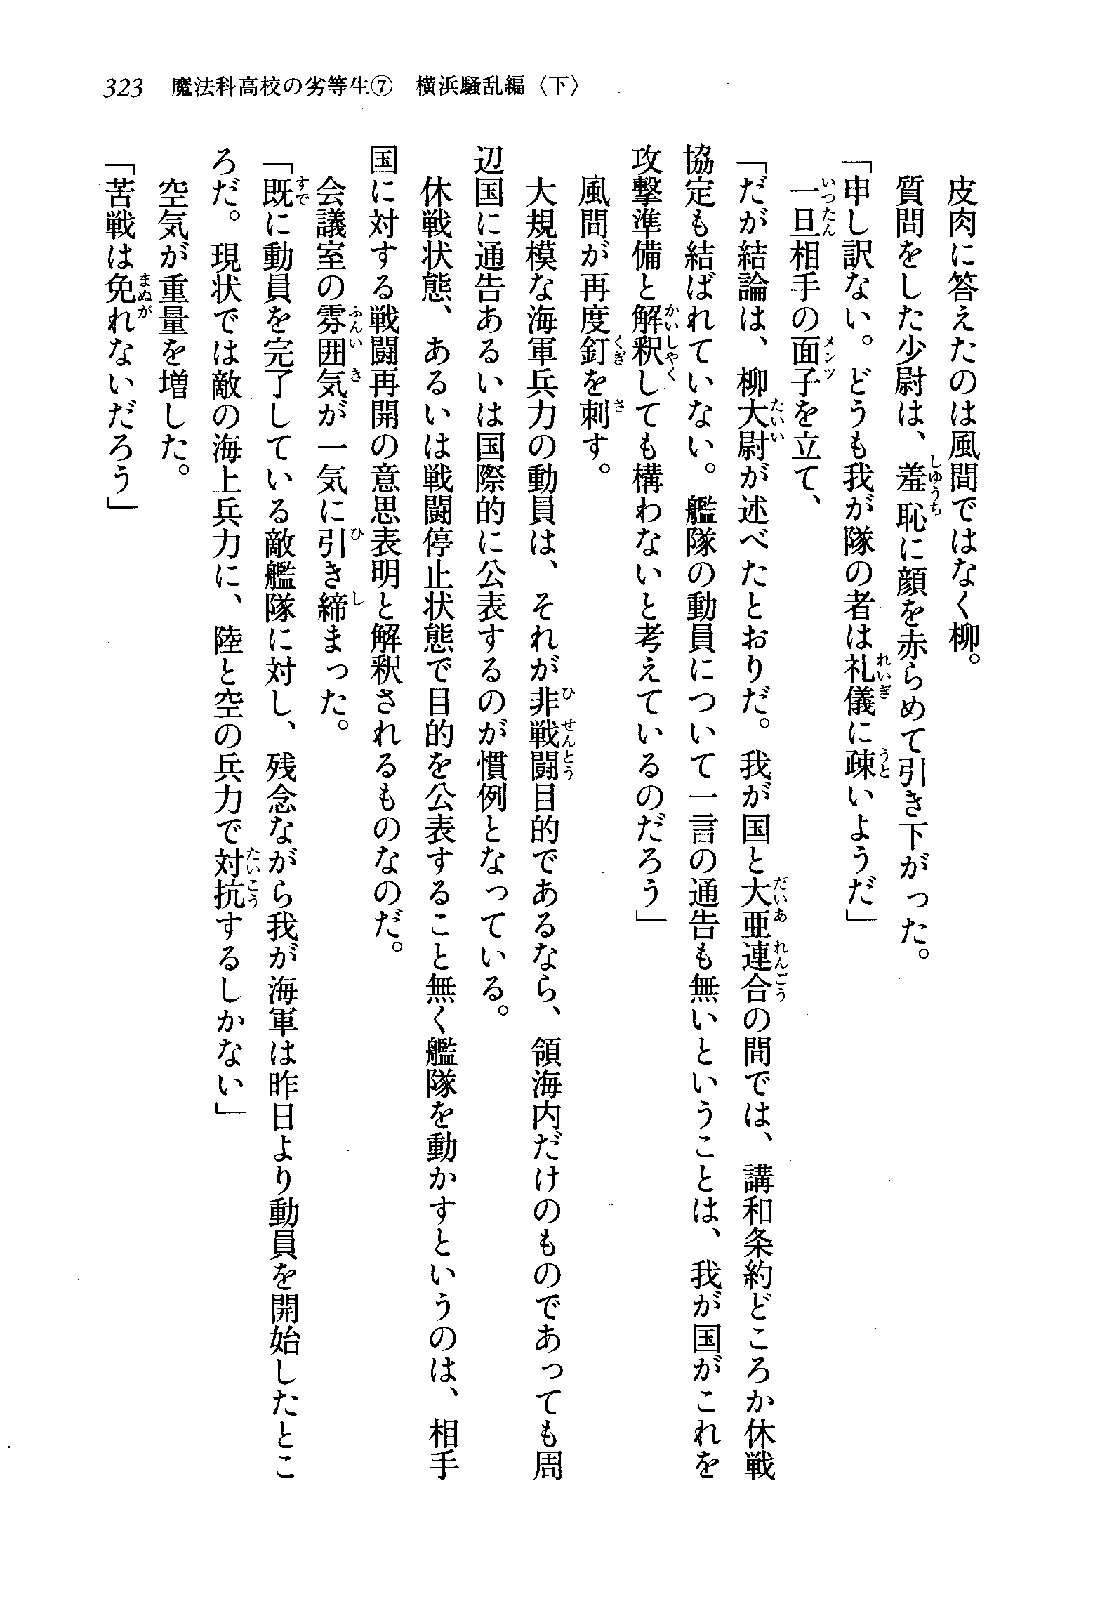 323 魔法科高校の劣等生⑦ 横浜騒乱編〈下〉
皮肉に答えたのは風間ではなく柳。
質問をした少尉は、羞恥に顔を赤らめて引き下がった。
「申し訳ない。どうも我が隊の者は礼儀に疎いようだ」
一旦相手の面子を立て、
「だが結論は、柳大尉が述べたとおりだ。我が国と大亜連合の間では、講和条約どころか休戦
協定も結ばれていない。艦隊の動員について一言の通告も無いということは、我が国がこれを
攻撃準備と解釈しても構わないと考えているのだろう」
風間が再度釘を刺す。
大規模な海軍兵力の動員は、それが非戦闘目的であるなら、領海内だけのものであっても周
辺国に通告あるいは国際的に公表するのが慣例となっている。
休戦状態、あるいは戦闘停止状態で目的を公表すること無く艦隊を動かすというのは、相手
国に対する戦闘再開の意思表明と解釈されるものなのだ。
会議室の雰囲気が一気に引き締まった。
「既に動員を完了している敵艦隊に対し、残念ながら我が海軍は昨日より動員を開始したとこ
ろだ。現状では敵の海上兵力に、陸と空の兵力で対抗するしかない」
空気が重量を増した。
「苦戦は免れないだろう」